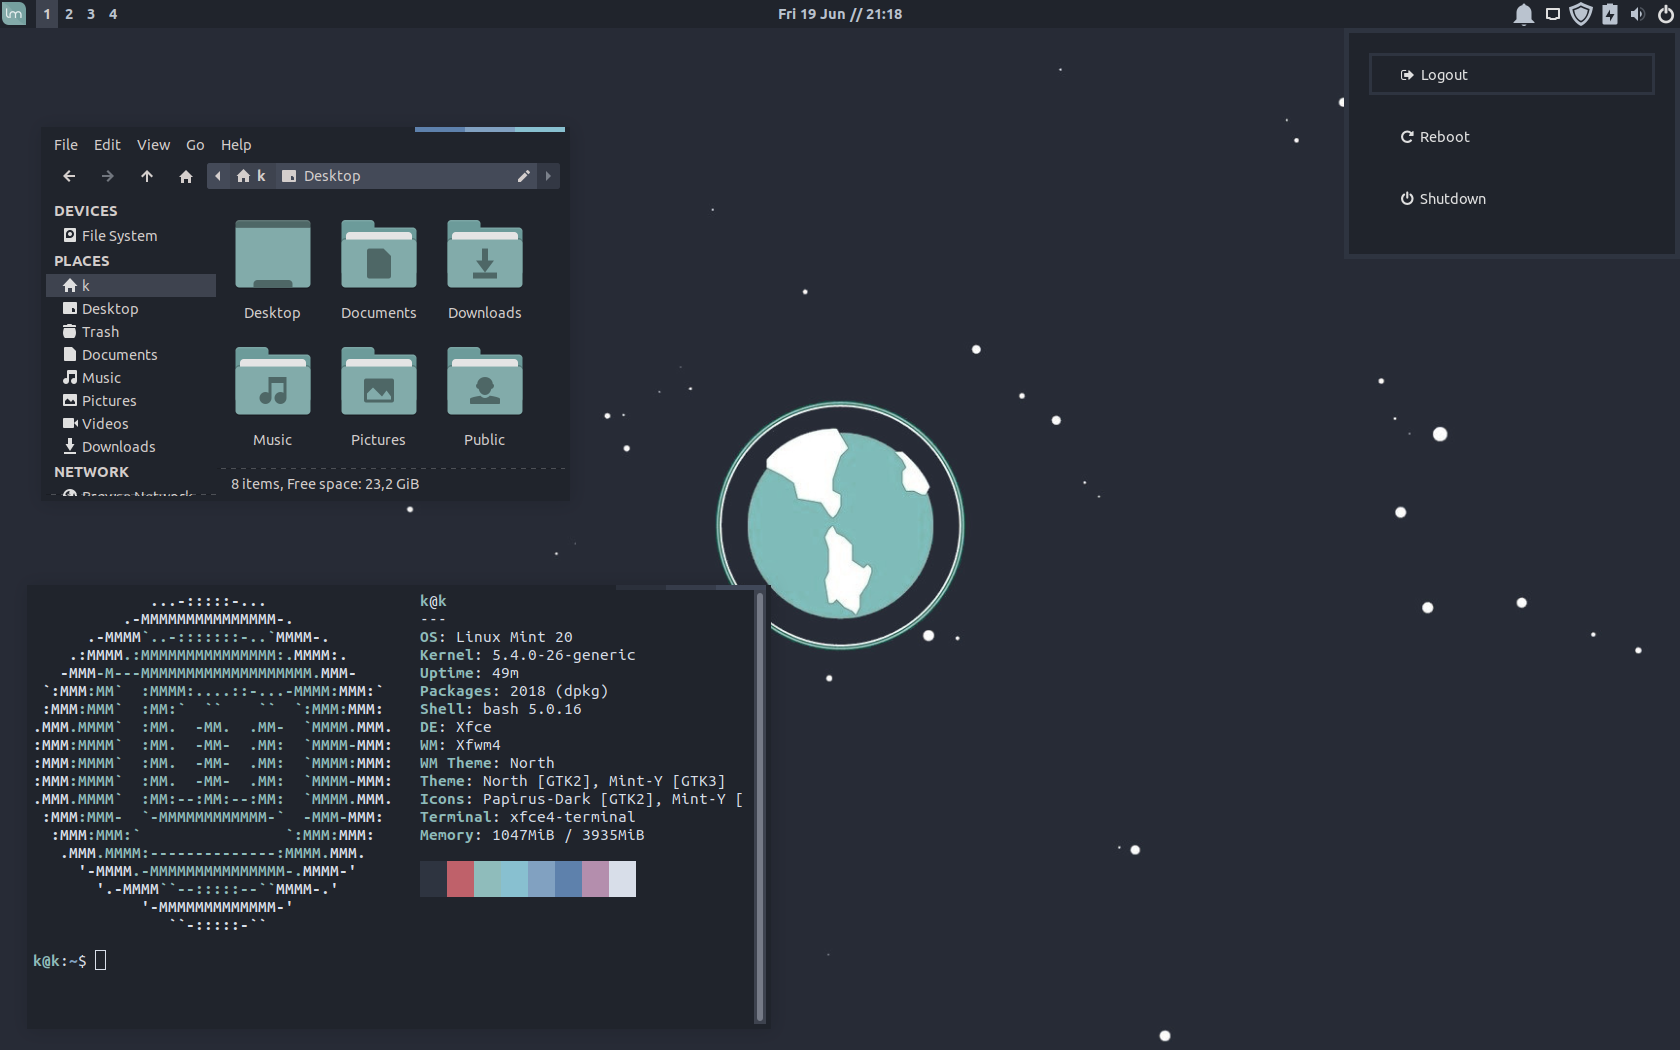 lm 1 2 3 4 Fri 19 Jun // 21:18
Logout
Reboot
Shutdown
File Edit View Go Help
k Desktop
DEVICES
File System
PLACES
k
Desktop
Trash
Documents
Music
Pictures
Videos
Downloads
NETWORK
Browse Network
Desktop Documents Downloads
Music Pictures Public
8 items, Free space: 23,2 GiB
...-:::::-...
.-MMMMMMMMMMMMMMM-.
.-MMMM`..-:::::::-..`MMMM-.
.:MMMM.:MMMMMMMMMMMMMMM:.MMMM:.
-MMM-M---MMMMMMMMMMMMMMMMMMM.MMM-
`:MMM:MM`  :MMMM:....::-...-MMMM:MMM:`
:MMM:MMM`  :MM:`  ``    ``  `:MMM:MMM:
.MMM.MMMM`  :MM.  -MM.  .MM-  `MMMM.MMM.
:MMM:MMMM`  :MM.  -MM-  .MM:  `MMMM-MMM:
:MMM:MMMM`  :MM.  -MM-  .MM:  `MMMM:MMM:
:MMM:MMMM`  :MM.  -MM-  .MM:  `MMMM-MMM:
.MMM.MMMM`  :MM:--:MM:--:MM:  `MMMM.MMM.
:MMM:MMM-  `-MMMMMMMMMMMM-`  -MMM-MMM:
:MMM:MMM:`                `:MMM:MMM:
.MMM.MMMM:--------------:MMMM.MMM.
'-MMMM.-MMMMMMMMMMMMMMM-.MMMM-'
'.-MMMM``--:::::--``MMMM-.'
'-MMMMMMMMMMMMM-'
``-:::::-``
k@k
---
OS: Linux Mint 20
Kernel: 5.4.0-26-generic
Uptime: 49m
Packages: 2018 (dpkg)
Shell: bash 5.0.16
DE: Xfce
WM: Xfwm4
WM Theme: North
Theme: North [GTK2], Mint-Y [GTK3]
Icons: Papirus-Dark [GTK2], Mint-Y [
Terminal: xfce4-terminal
Memory: 1047MiB / 3935MiB
k@k:~$